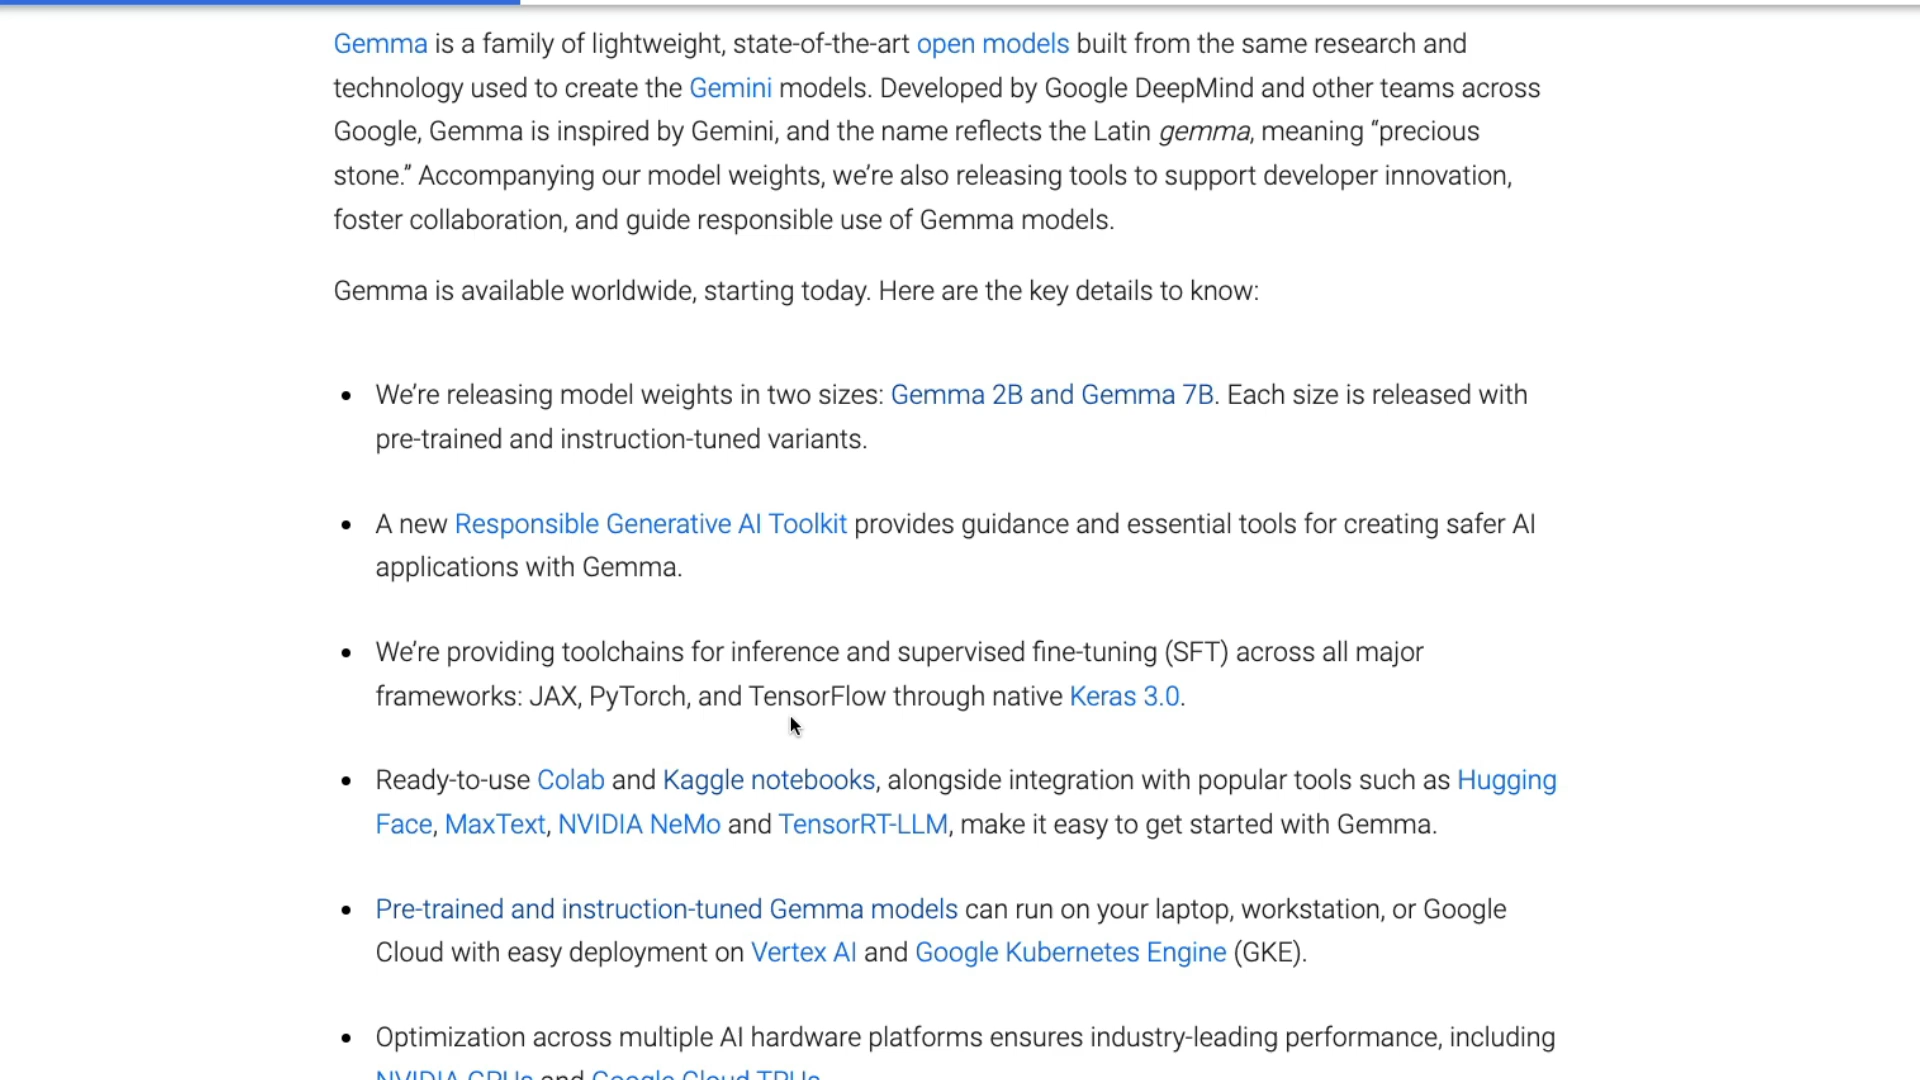 Gemma is a family of lightweight, state-of-the-art open models built from the same research and
technology used to create the Gemini models. Developed by Google DeepMind and other teams across
Google, Gemma is inspired by Gemini, and the name reflects the Latin gemma, meaning “precious
stone.” Accompanying our model weights, we’re also releasing tools to support developer innovation,
foster collaboration, and guide responsible use of Gemma models.
Gemma is available worldwide, starting today. Here are the key details to know:
• We’re releasing model weights in two sizes: Gemma 2B and Gemma 7B. Each size is released with
pre-trained and instruction-tuned variants.
• A new Responsible Generative AI Toolkit provides guidance and essential tools for creating safer AI
applications with Gemma.
• We’re providing toolchains for inference and supervised fine-tuning (SFT) across all major
frameworks: JAX, PyTorch, and TensorFlow through native Keras 3.0.
• Ready-to-use Colab and Kaggle notebooks, alongside integration with popular tools such as Hugging
Face, MaxText, NVIDIA NeMo and TensorRT-LLM, make it easy to get started with Gemma.
• Pre-trained and instruction-tuned Gemma models can run on your laptop, workstation, or Google
Cloud with easy deployment on Vertex AI and Google Kubernetes Engine (GKE).
• Optimization across multiple AI hardware platforms ensures industry-leading performance, including
NVIDIA GPUs and Google Cloud TPUs.